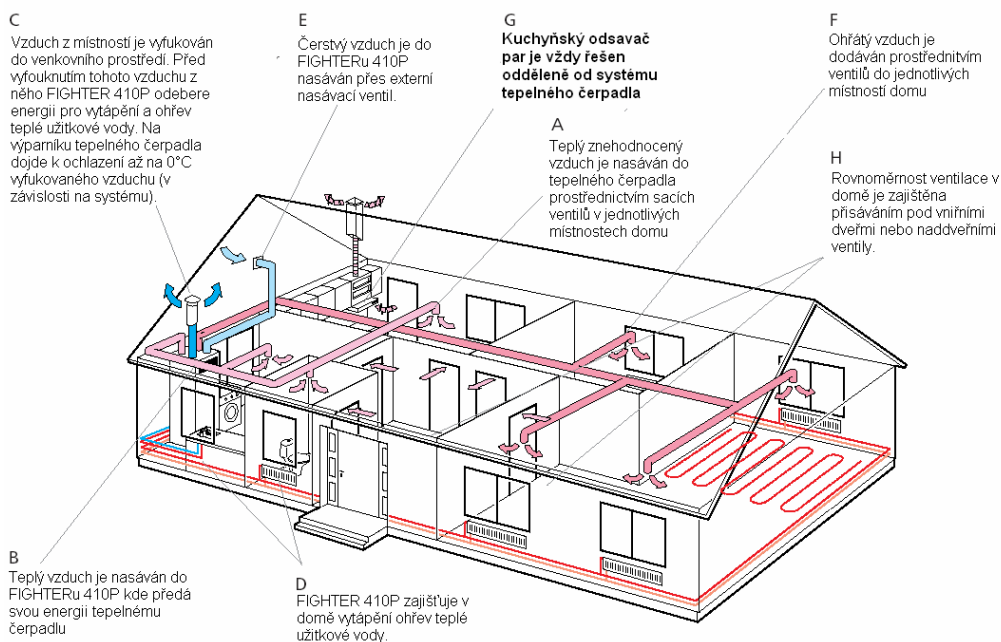 C
Vzduch z místností je vyfukován
do venkovního prostředí. Před
vyfouknutím tohoto vzduchu z
něho FIGHTER 410P odebere
energii pro vytápění a ohřev
teplé užitkové vody. Na
výparníku tepelného čerpadla
dojde k ochlazení až na 0°C
vyfukovaného vzduchu (v
závislosti na systému).
E
Čerstvý vzduch je do
FIGHTERu 410P
nasáván přes externí
nasávací ventil.
G
Kuchyňský odsavač
par je vždy řešen
odděleně od systému
tepelného čerpadla
F
Ohřátý vzduch je
dodáván prostřednitvím
ventilů do jednotlivých
místností domu
A
Teplý znehodnocený
vzduch je nasáván do
tepelného čerpadla
prostřednictvím sacích
ventilů v jednotlivých
místnostech domu
H
Rovnoměrnost ventilace v
domě je zajištěna
přisáváním pod vniřními
dveřmi nebo naddveřními
ventily.
B
Teplý vzduch je nasáván do
FIGHTERu 410P kde předá
svou energii tepelnému
čerpadlu
D
FIGHTER 410P zajišťuje v
domě vytápění ohřev teplé
užitkové vody.